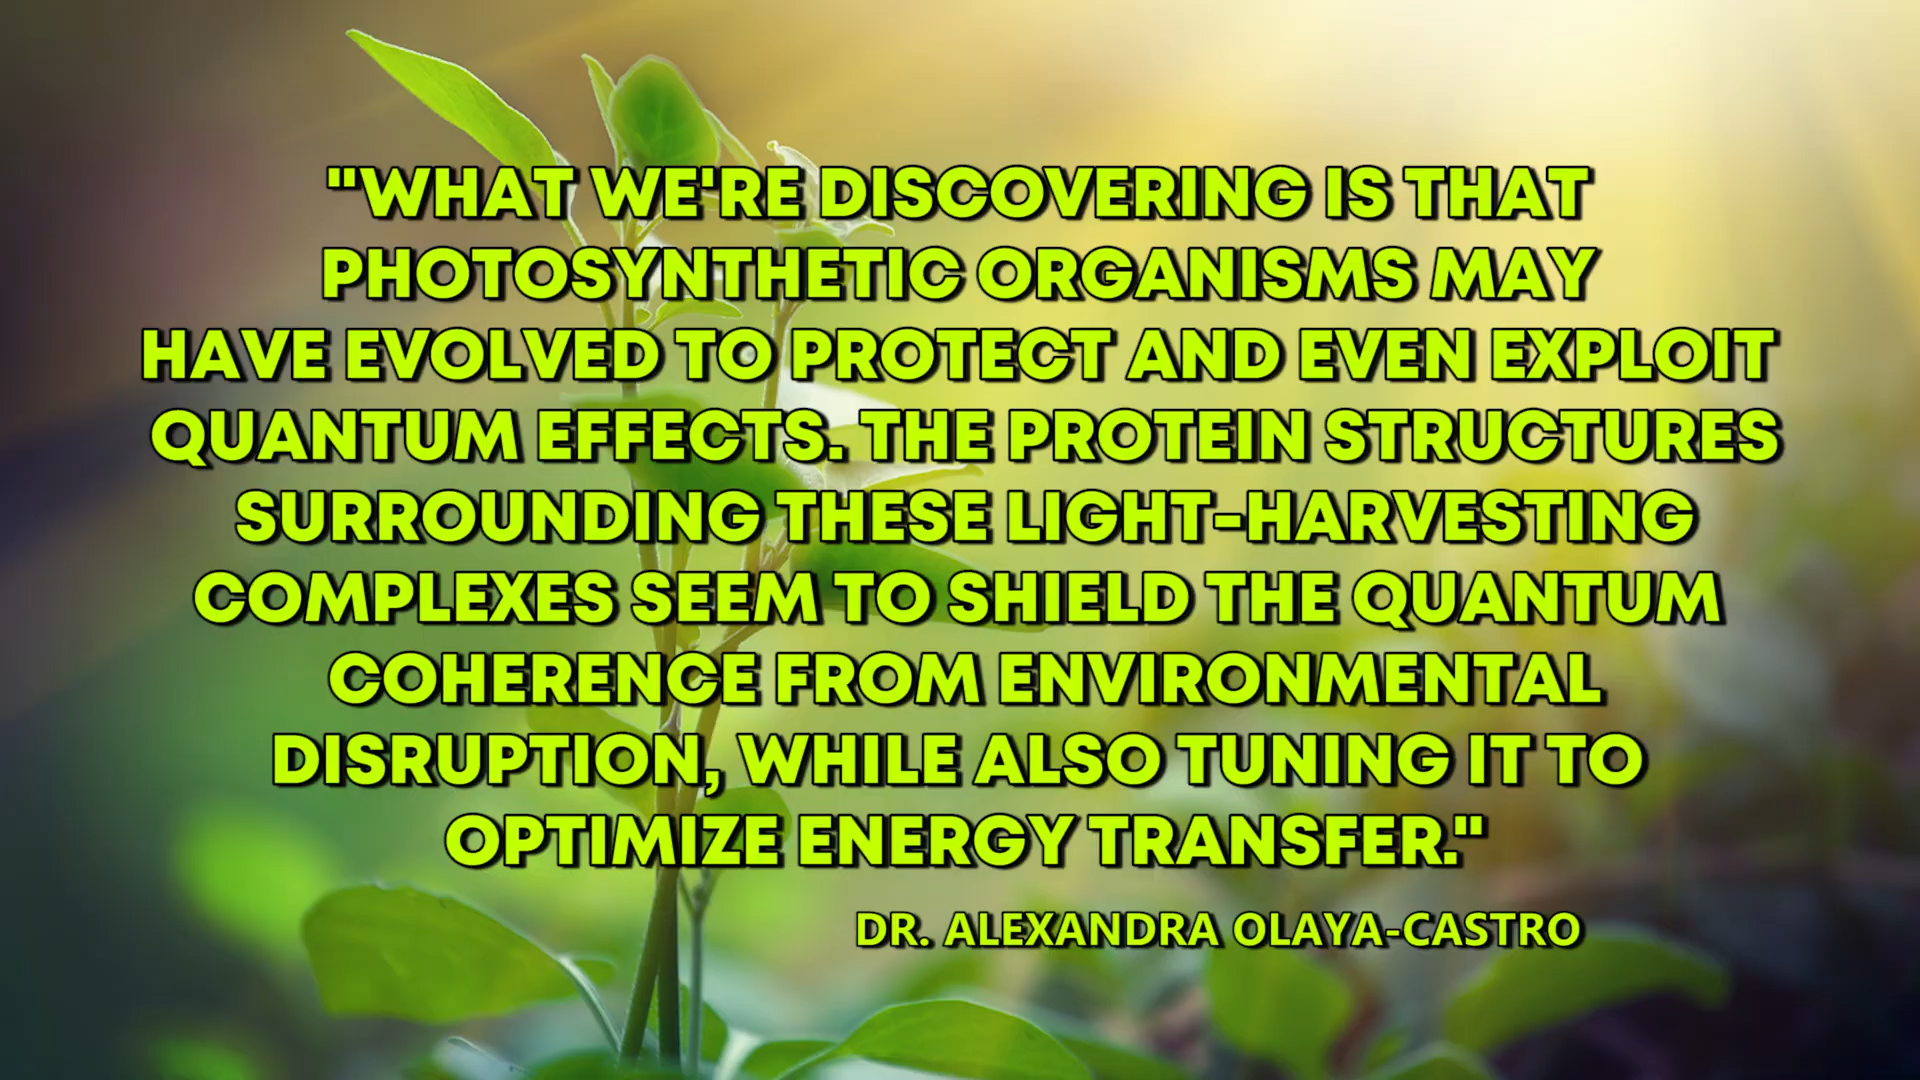 "WHAT WE'RE DISCOVERING IS THAT
PHOTOSYNTHETIC ORGANISMS MAY
HAVE EVOLVED TO PROTECT AND EVEN EXPLOIT
QUANTUM EFFECTS. THE PROTEIN STRUCTURES
SURROUNDING THESE LIGHT-HARVESTING
COMPLEXES SEEM TO SHIELD THE QUANTUM
COHERENCE FROM ENVIRONMENTAL
DISRUPTION, WHILE ALSO TUNING IT TO
OPTIMIZE ENERGY TRANSFER."
DR. ALEXANDRA OLAYA-CASTRO